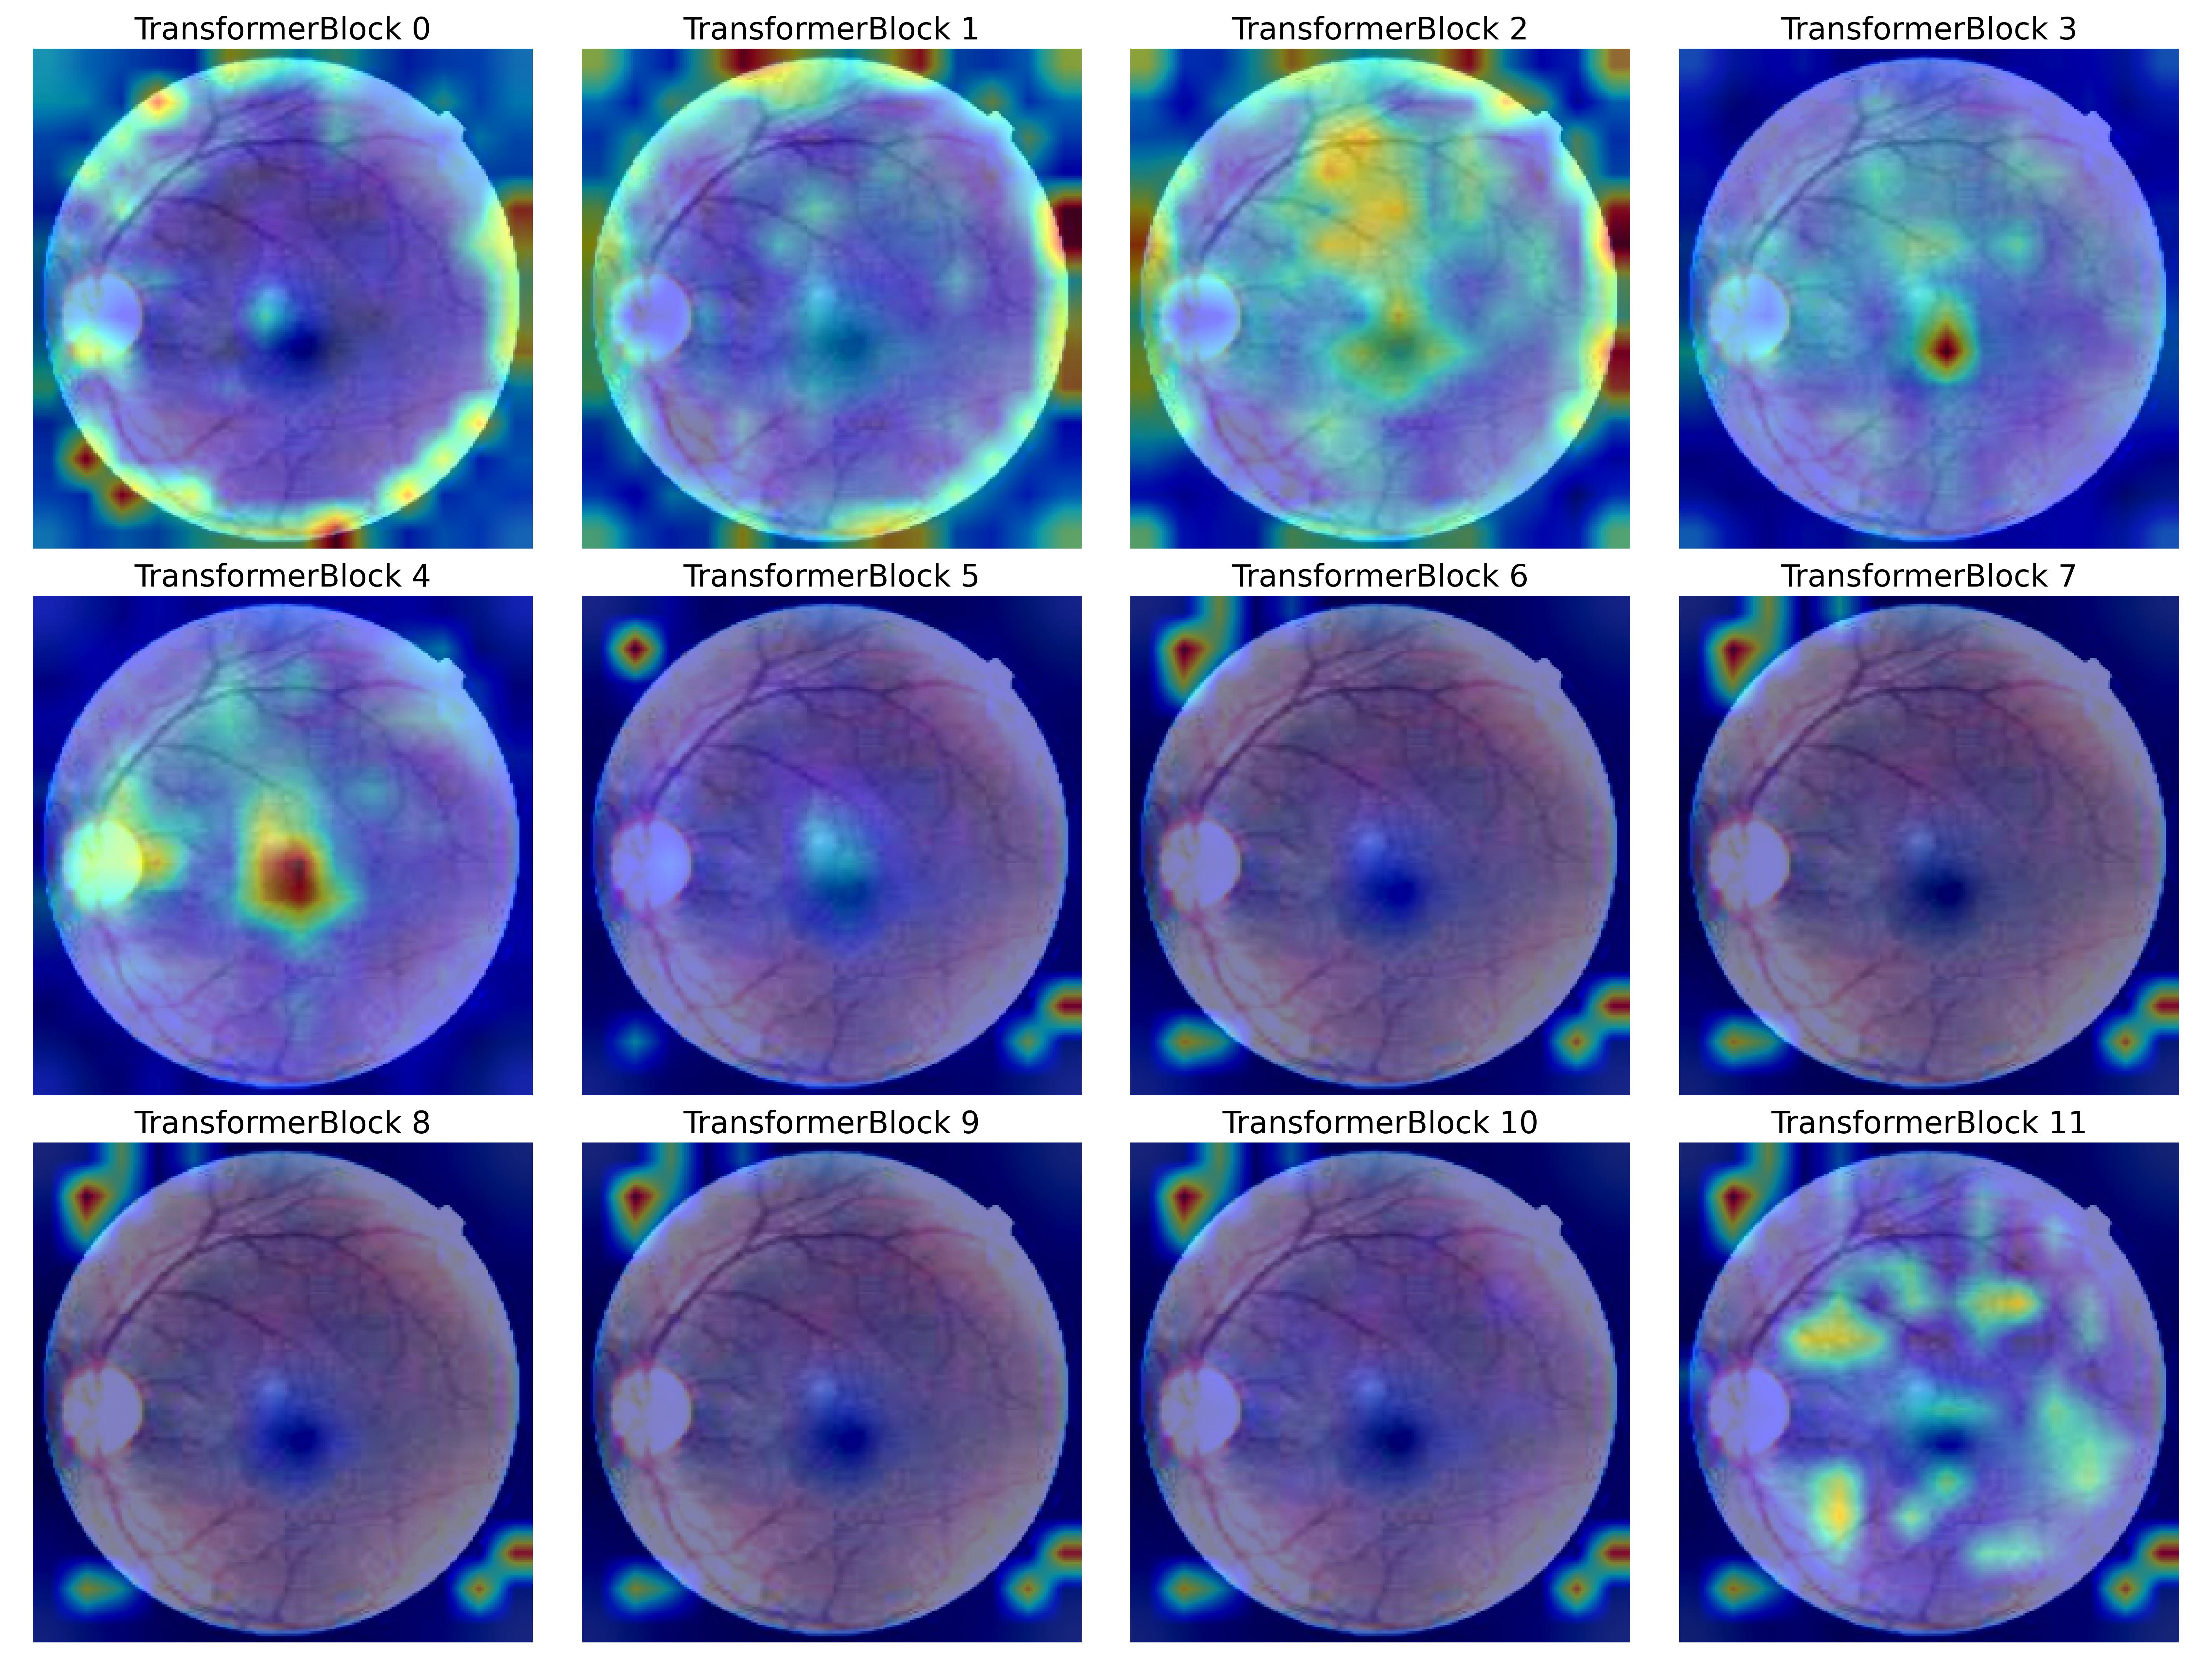 TransformerBlock 0
TransformerBlock 1
TransformerBlock 2
TransformerBlock 3
TransformerBlock 4
TransformerBlock 5
TransformerBlock 6
TransformerBlock 7
TransformerBlock 8
TransformerBlock 9
TransformerBlock 10
TransformerBlock 11